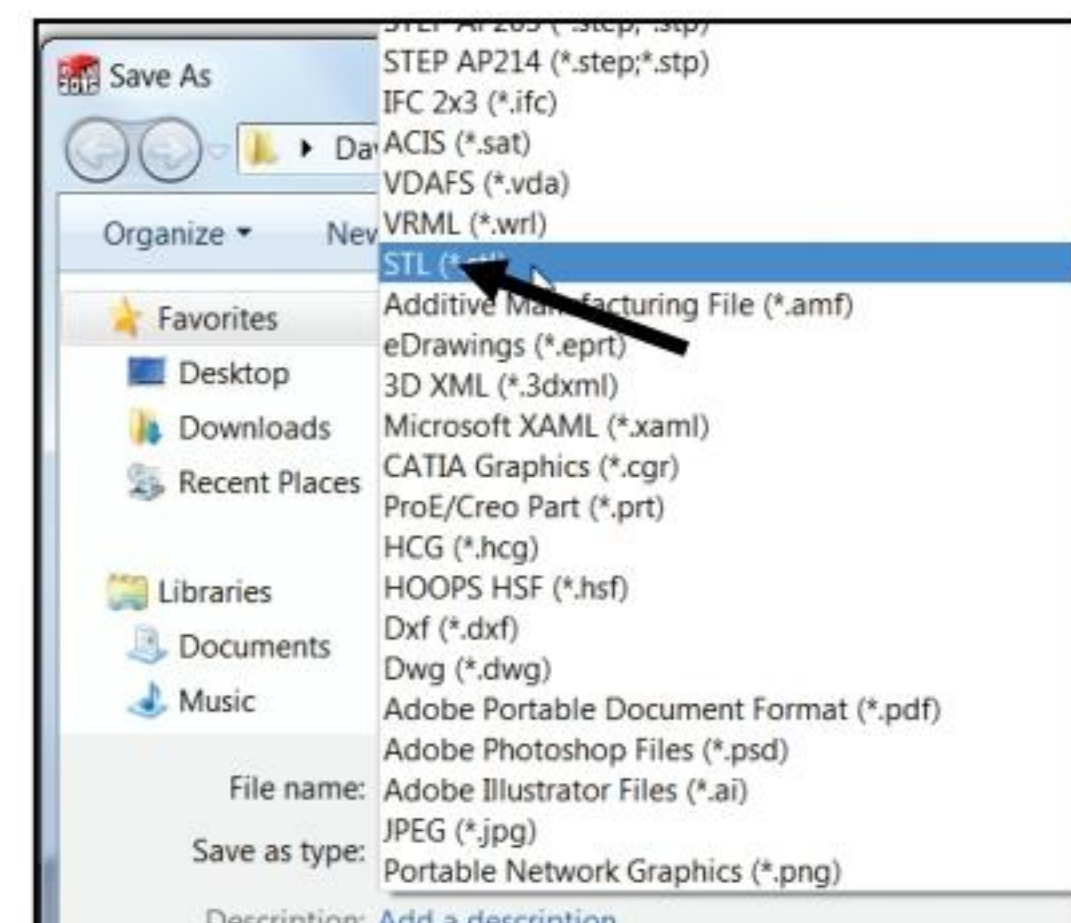 Save As
Organize
Favorites
Desktop
Downloads
Recent Places
Libraries
Documents
Music
File name:
Save as type:
Description: Add a description
STEP AP214 (*.step;*.stp)
IFC 2x3 (*.ifc)
ACIS (*.sat)
VDAFS (*.vda)
VRML (*.wrl)
STL
Additive Manufacturing File (*.amf)
eDrawings (*.eprt)
3D XML (*.3dxml)
Microsoft XAML (*.xaml)
CATIA Graphics (*.cgr)
ProE/Creo Part (*.prt)
HCG (*.hcg)
HOOPS HSF (*.hsf)
Dxf (*.dxf)
Dwg (*.dwg)
Adobe Portable Document Format (*.pdf)
Adobe Photoshop Files (*.psd)
Adobe Illustrator Files (*.ai)
JPEG (*.jpg)
Portable Network Graphics (*.png)